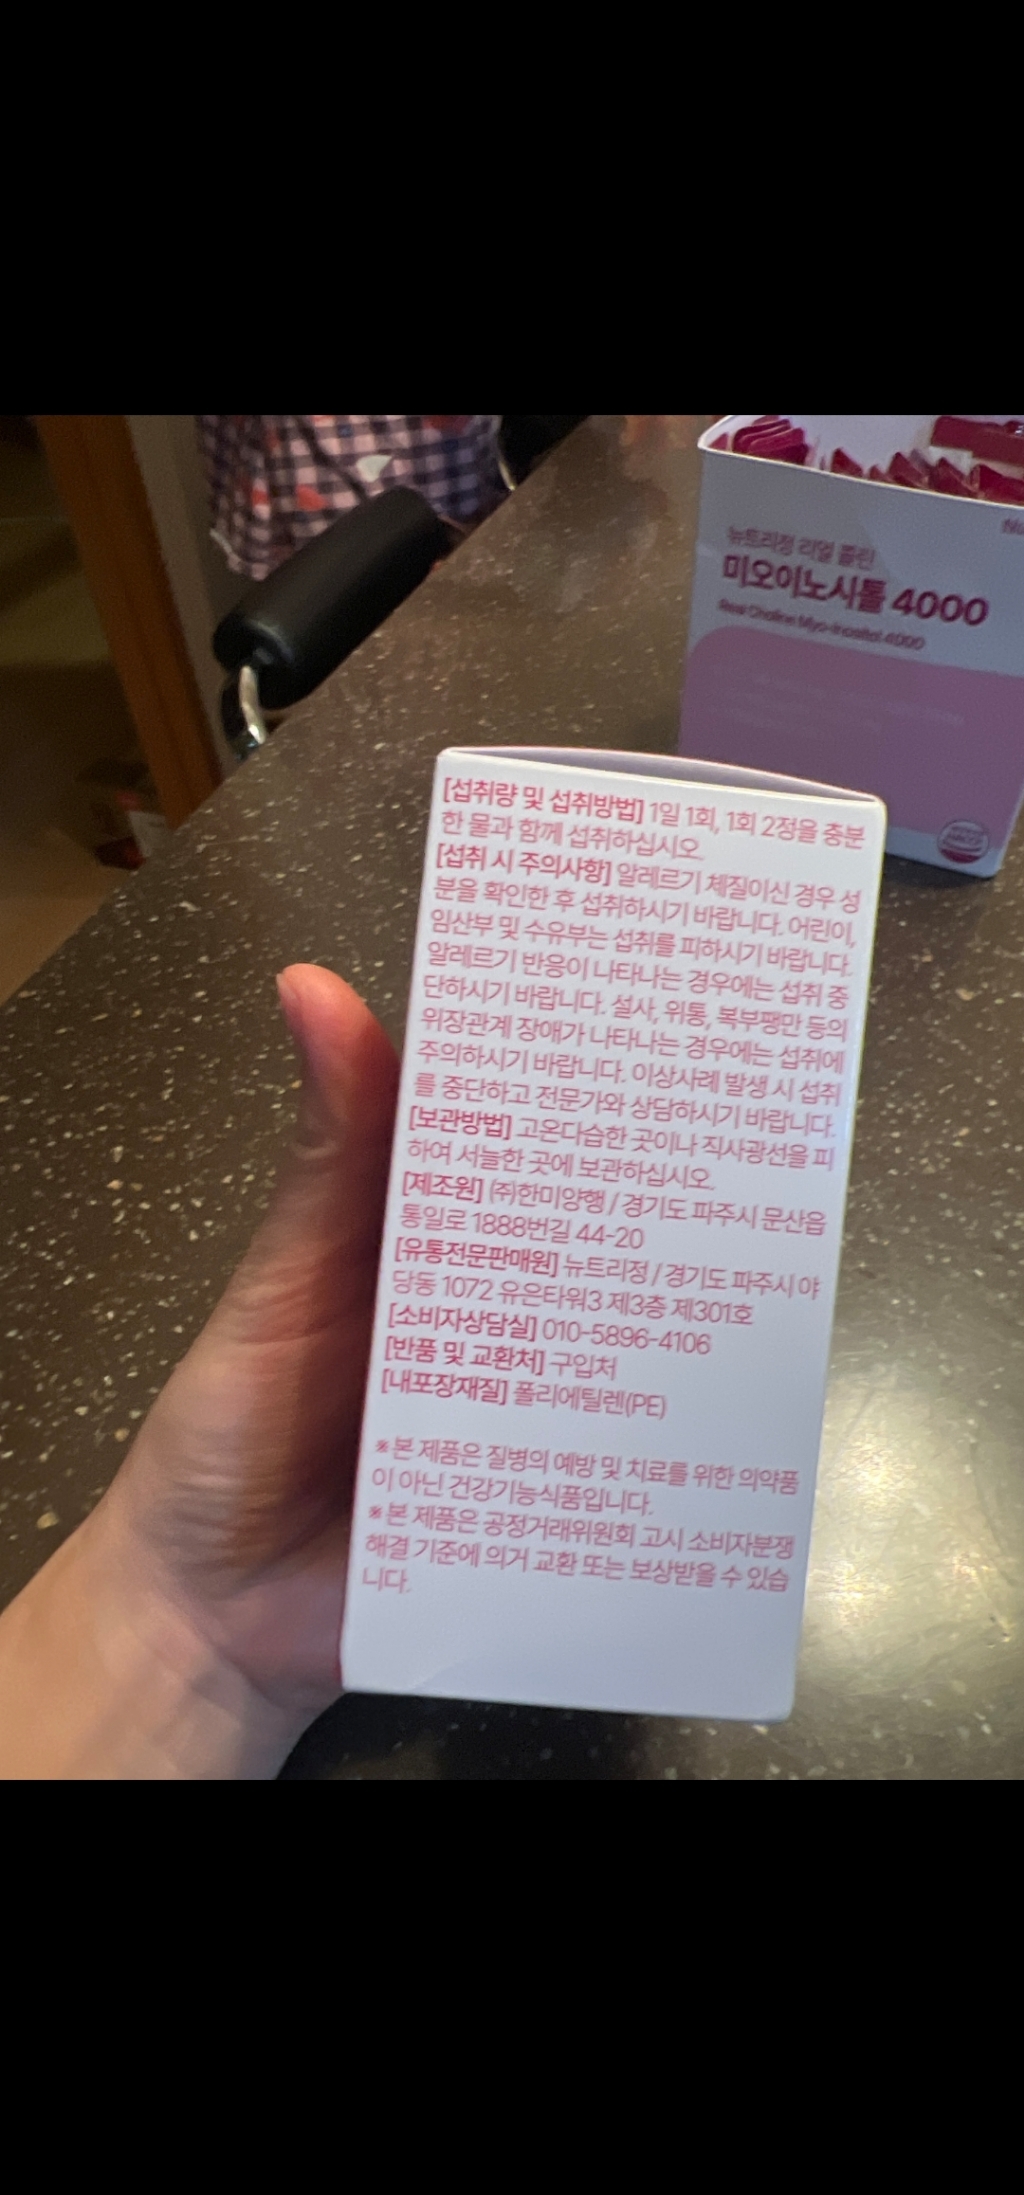 뉴트리정 리얼 콜린
미오이노시톨 4000
Real Choline Myo-Inositol 4000
[섭취량 및 섭취방법] 1일 1회, 1회 2정을 충분
한 물과 함께 섭취하십시오.
[섭취 시 주의사항] 알레르기 체질이신 경우 성
분을 확인한 후 섭취하시기 바랍니다. 어린이,
임산부 및 수유부는 섭취를 피하시기 바랍니다.
알레르기 반응이 나타나는 경우에는 섭취 중
단하시기 바랍니다. 설사, 위통, 복부팽만 등의
위장관계 장애가 나타나는 경우에는 섭취에
주의하시기 바랍니다. 이상사례 발생 시 섭취
를 중단하고 전문가와 상담하시기 바랍니다.
[보관방법] 고온다습한 곳이나 직사광선을 피
하여 서늘한 곳에 보관하십시오.
[제조원] (주)한미양행 / 경기도 파주시 문산읍
통일로 1888번길 44-20
[유통전문판매원] 뉴트리정 / 경기도 파주시 야
당동 1072 유은타워3 제3층 제301호
[소비자상담실] 010-5896-4106
[반품 및 교환처] 구입처
[내포장재질] 폴리에틸렌(PE)
※ 본 제품은 질병의 예방 및 치료를 위한 의약품
이 아닌 건강기능식품입니다.
※ 본 제품은 공정거래위원회 고시 소비자분쟁
해결 기준에 의거 교환 또는 보상받을 수 있습
니다.